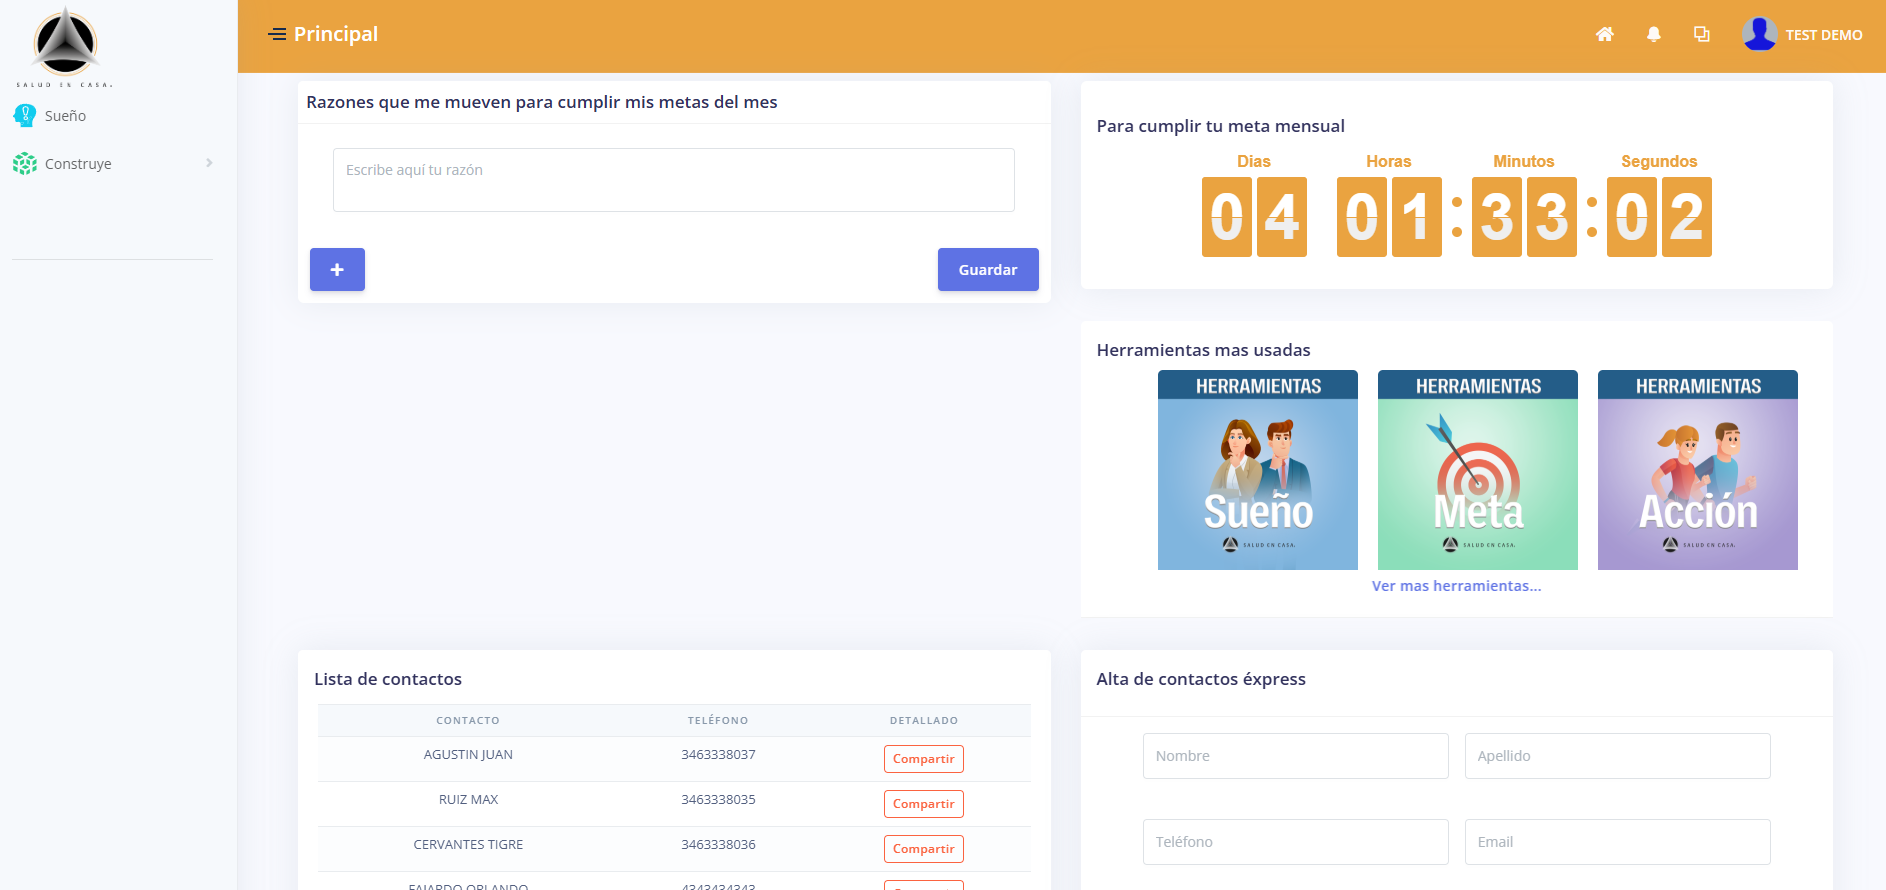 SALUD EN CASA.
Sueño
Construye
Principal
TEST DEMO
Razones que me mueven para cumplir mis metas del mes
Escribe aquí tu razón
+
Guardar
Para cumplir tu meta mensual
Dias Horas Minutos Segundos
04 01:33:02
Herramientas mas usadas
HERRAMIENTAS HERRAMIENTAS HERRAMIENTAS
Sueño Meta Acción
SALUD EN CASA. SALUD EN CASA. SALUD EN CASA.
Ver mas herramientas...
Lista de contactos
CONTACTO TELÉFONO DETALLADO
AGUSTIN JUAN 3463338037 Compartir
RUIZ MAX 3463338035 Compartir
CERVANTES TIGRE 3463338036 Compartir
FAJARDO ORLANDO 4343434343
Alta de contactos éxpress
Nombre Apellido
Teléfono Email